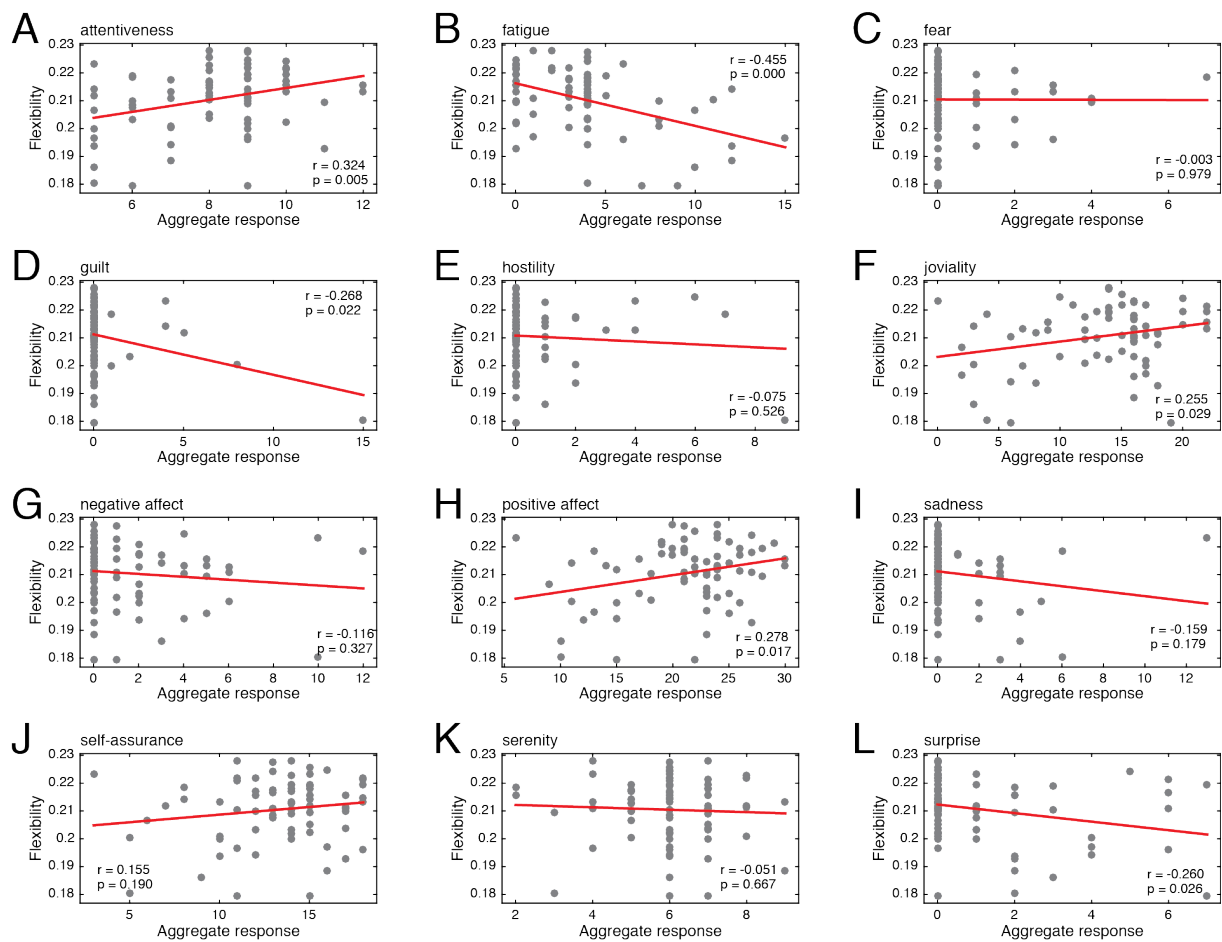 A attentiveness
0.23
0.22
0.21
0.2
0.19
0.18
Flexibility
r = 0.324
p = 0.005
6 8 10 12
Aggregate response
B fatigue
0.23
0.22
0.21
0.2
0.19
0.18
Flexibility
r = -0.455
p = 0.000
0 5 10 15
Aggregate response
C fear
0.23
0.22
0.21
0.2
0.19
0.18
Flexibility
r = -0.003
p = 0.979
0 2 4 6
Aggregate response
D guilt
0.23
0.22
0.21
0.2
0.19
0.18
Flexibility
r = -0.268
p = 0.022
0 5 10 15
Aggregate response
E hostility
0.23
0.22
0.21
0.2
0.19
0.18
Flexibility
r = -0.075
p = 0.526
0 2 4 6 8
Aggregate response
F joviality
0.23
0.22
0.21
0.2
0.19
0.18
Flexibility
r = 0.255
p = 0.029
0 5 10 15 20
Aggregate response
G negative affect
0.23
0.22
0.21
0.2
0.19
0.18
Flexibility
r = -0.116
p = 0.327
0 2 4 6 8 10 12
Aggregate response
H positive affect
0.23
0.22
0.21
0.2
0.19
0.18
Flexibility
r = 0.278
p = 0.017
5 10 15 20 25 30
Aggregate response
I sadness
0.23
0.22
0.21
0.2
0.19
0.18
Flexibility
r = -0.159
p = 0.179
0 2 4 6 8 10 12
Aggregate response
J self-assurance
0.23
0.22
0.21
0.2
0.19
0.18
Flexibility
r = 0.155
p = 0.190
5 10 15
Aggregate response
K serenity
0.23
0.22
0.21
0.2
0.19
0.18
Flexibility
r = -0.051
p = 0.667
2 4 6 8
Aggregate response
L surprise
0.23
0.22
0.21
0.2
0.19
0.18
Flexibility
r = -0.260
p = 0.026
0 2 4 6
Aggregate response